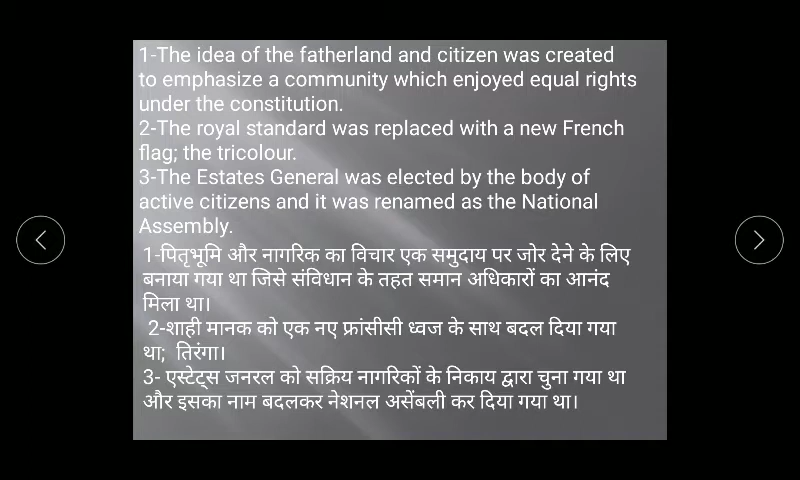 1-The idea of the fatherland and citizen was created
to emphasize a community which enjoyed equal rights
under the constitution.
2-The royal standard was replaced with a new French
flag; the tricolour.
3-The Estates General was elected by the body of
active citizens and it was renamed as the National
Assembly.
1-पितृभूमि और नागरिक का विचार एक समुदाय पर जोर देने के लिए
बनाया गया था जिसे संविधान के तहत समान अधिकारों का आनंद
मिला था।
2-शाही मानक को एक नए फ्रांसीसी ध्वज के साथ बदल दिया गया
था; तिरंगा।
3- एस्टेट्स जनरल को सक्रिय नागरिकों के निकाय द्वारा चुना गया था
और इसका नाम बदलकर नेशनल असेंबली कर दिया गया था।